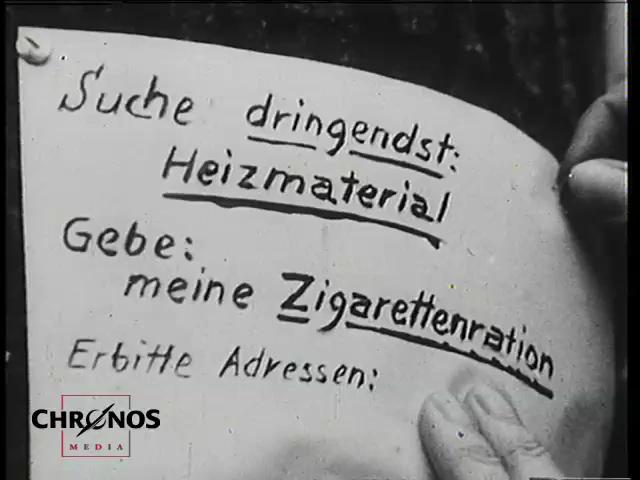 Suche dringendst:
Heizmaterial
Gebe:
meine Zigarettenration
Erbitte Adressen:
CHRONOS
MEDIA